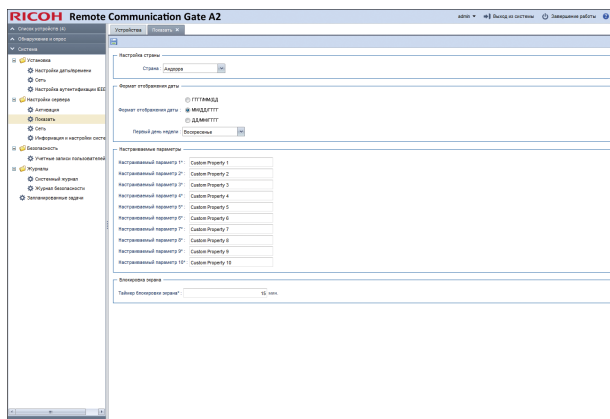 RICOH Remote Communication Gate A2
admin Выход из системы Завершение работы
Список устройств (4)
Обнаружение и опрос
Система
Установка
Настройки даты/времени
Сеть
Настройка аутентификации IEEE
Настройки сервера
Активация
Показать
Сеть
Информация и настройки систе
Безопасность
Учетные записи пользователей
Журналы
Системный журнал
Журнал безопасности
Запланированные задачи
Устройства Показать
Настройка страны
Страна : Андорра
Формат отображения даты
Формат отображения даты :
ГГГГ/ММ/ДД
ММ/ДД/ГГГГ
ДД/ММ/ГГГГ
Первый день недели : Воскресенье
Настраиваемые параметры
Настраиваемый параметр 1* : Custom Property 1
Настраиваемый параметр 2* : Custom Property 2
Настраиваемый параметр 3* : Custom Property 3
Настраиваемый параметр 4* : Custom Property 4
Настраиваемый параметр 5* : Custom Property 5
Настраиваемый параметр 6* : Custom Property 6
Настраиваемый параметр 7* : Custom Property 7
Настраиваемый параметр 8* : Custom Property 8
Настраиваемый параметр 9* : Custom Property 9
Настраиваемый параметр 10* : Custom Property 10
Блокировка экрана
Таймер блокировки экрана* : 15 мин.